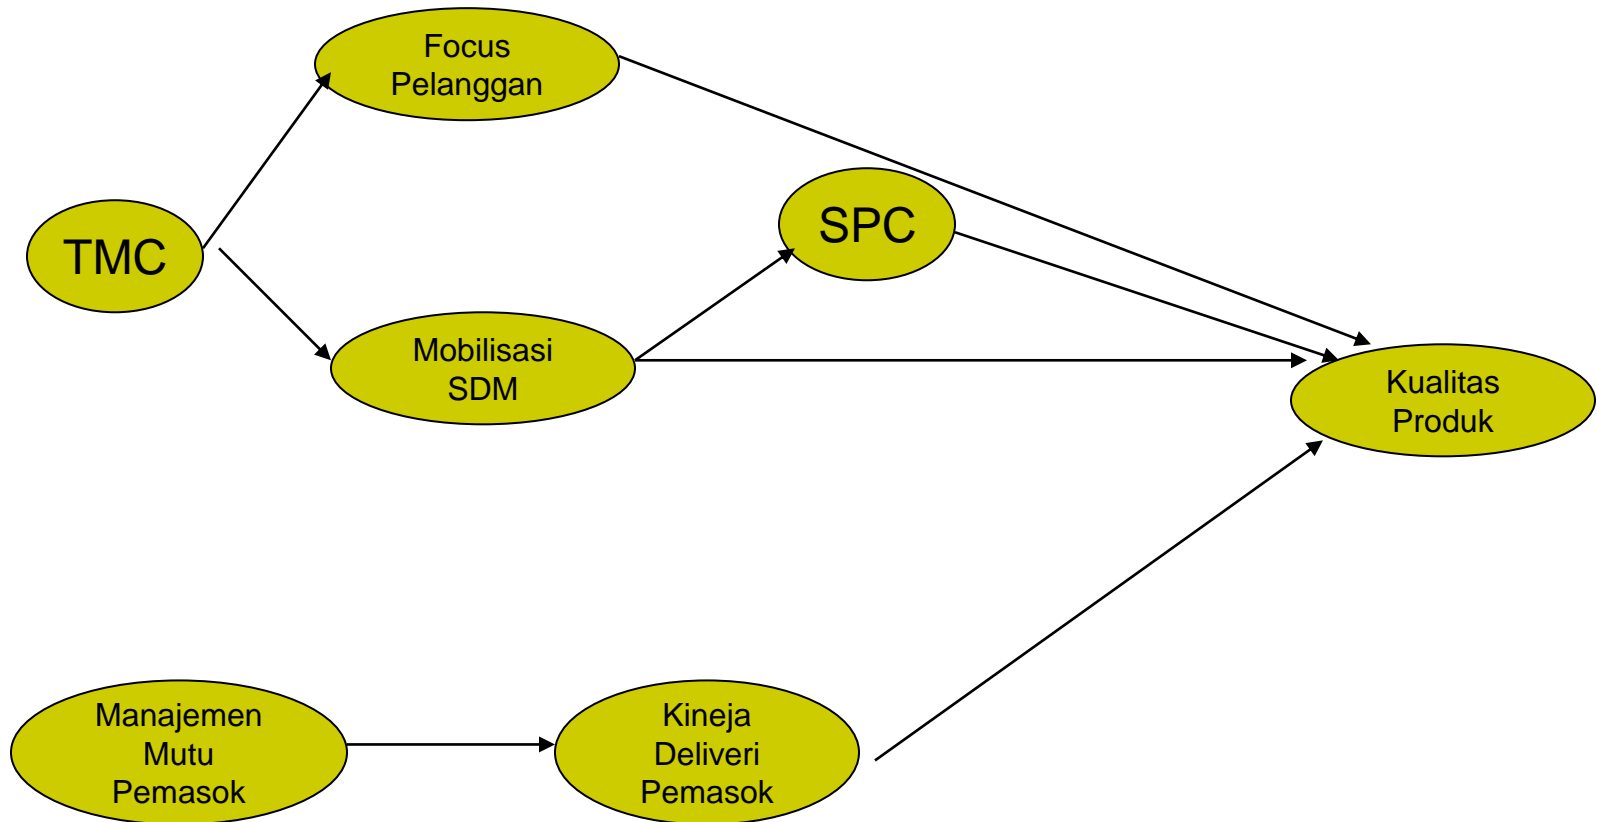 Focus
Pelanggan
TMC
SPC
Mobilisasi
SDM
Kualitas
Produk
Manajemen
Mutu
Pemasok
Kineja
Deliveri
Pemasok